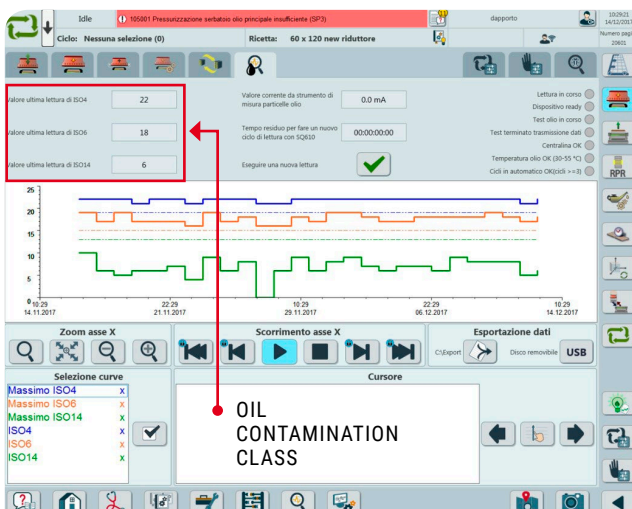 Idle
105001 Pressurizzazione serbatoio olio principale insufficiente (SP3)
dapporto
10:29:21
14/12/2017
Ciclo: Nessuna selezione (0)
Ricetta: 60 x 120 new riduttore
Numero pagi
20601
Valore ultima lettura di ISO4
22
Valore corrente da strumento di
misura particelle olio
0.0 mA
Lettura in corso
Dispositivo ready
Test olio in corso
Valore ultima lettura di ISO6
18
Tempo residuo per fare un nuovo
ciclo di lettura con SQ610
00:00:00:00
Test terminato trasmissione dati
Centralina OK
Temperatura olio OK (30-55 °C)
Valore ultima lettura di ISO14
6
Eseguire una nuova lettura
Cicli in automatico OK(cicli >=3)
RPR
25
20
15
10
5
0
10:29
14.11.2017
22:29
21.11.2017
10:29
29.11.2017
22:29
06.12.2017
10:29
14.12.2017
Zoom asse X
Scorrimento asse X
Esportazione dati
C:\Export
Disco removibile
USB
Selezione curve
Cursore
Massimo ISO4 x
Massimo ISO6 x
Massimo ISO14 x
ISO4 x
ISO6 x
ISO14 x
OIL
CONTAMINATION
CLASS